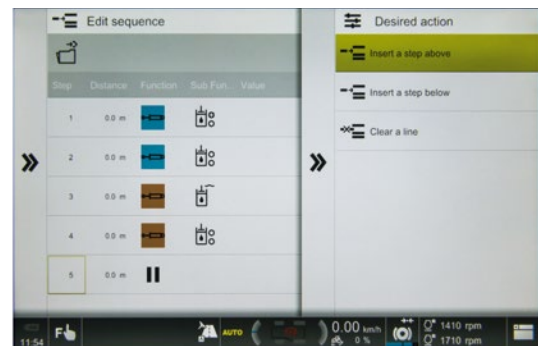 Edit sequence
Step Distance Function Sub Fun... Value
1 0.0 m
2 0.0 m
3 0.0 m
4 0.0 m
5 0.0 m
Desired action
Insert a step above
Insert a step below
Clear a line
11:54
F
AUTO
0.00 km/h
0 %
1410 rpm
1710 rpm